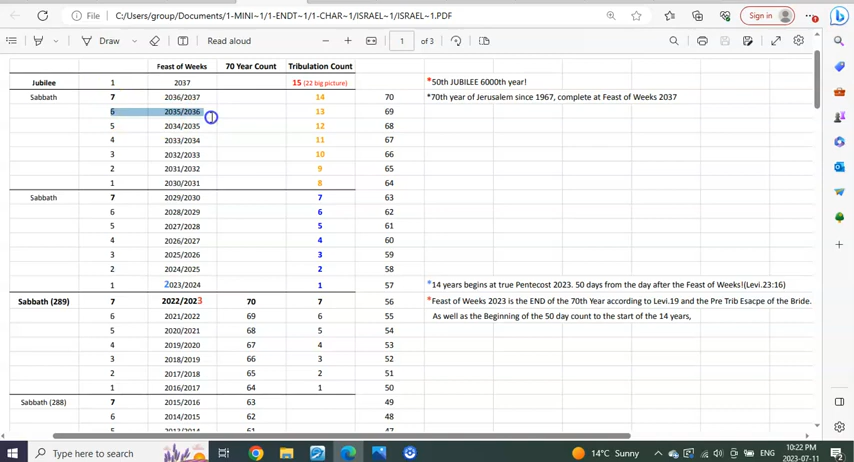 File C:/Users/group/Documents/1-MINI~1/1-ENDT~1/1-CHAR~1/ISRAEL~1/ISRAEL~1.PDF Sign in
Draw Read aloud 1 of 3
Feast of Weeks 70 Year Count Tribulation Count
Jubilee 1 2037 15 (22 big picture) *50th JUBILEE 6000th year!
Sabbath 7 2036/2037 14 70 *70th year of Jerusalem since 1967, complete at Feast of Weeks 2037
6 2035/2036 13 69
5 2034/2035 12 68
4 2033/2034 11 67
3 2032/2033 10 66
2 2031/2032 9 65
1 2030/2031 8 64
Sabbath 7 2029/2030 7 63
6 2028/2029 6 62
5 2027/2028 5 61
4 2026/2027 4 60
3 2025/2026 3 59
2 2024/2025 2 58
1 2023/2024 1 57 *14 years begins at true Pentecost 2023. 50 days from the day after the Feast of Weeks!(Levi.23:16)
Sabbath (289) 7 2022/2023 70 7 56 *Feast of Weeks 2023 is the END of the 70th Year according to Levi.19 and the Pre Trib Esacpe of the Bride.
6 2021/2022 69 6 55 As well as the Beginning of the 50 day count to the start of the 14 years,
5 2020/2021 68 5 54
4 2019/2020 67 4 53
3 2018/2019 66 3 52
2 2017/2018 65 2 51
1 2016/2017 64 1 50
Sabbath (288) 7 2015/2016 63 49
6 2014/2015 62 48
5 2013/2014 61 47
Type here to search 14°C Sunny ENG 10:22 PM
2023-07-11